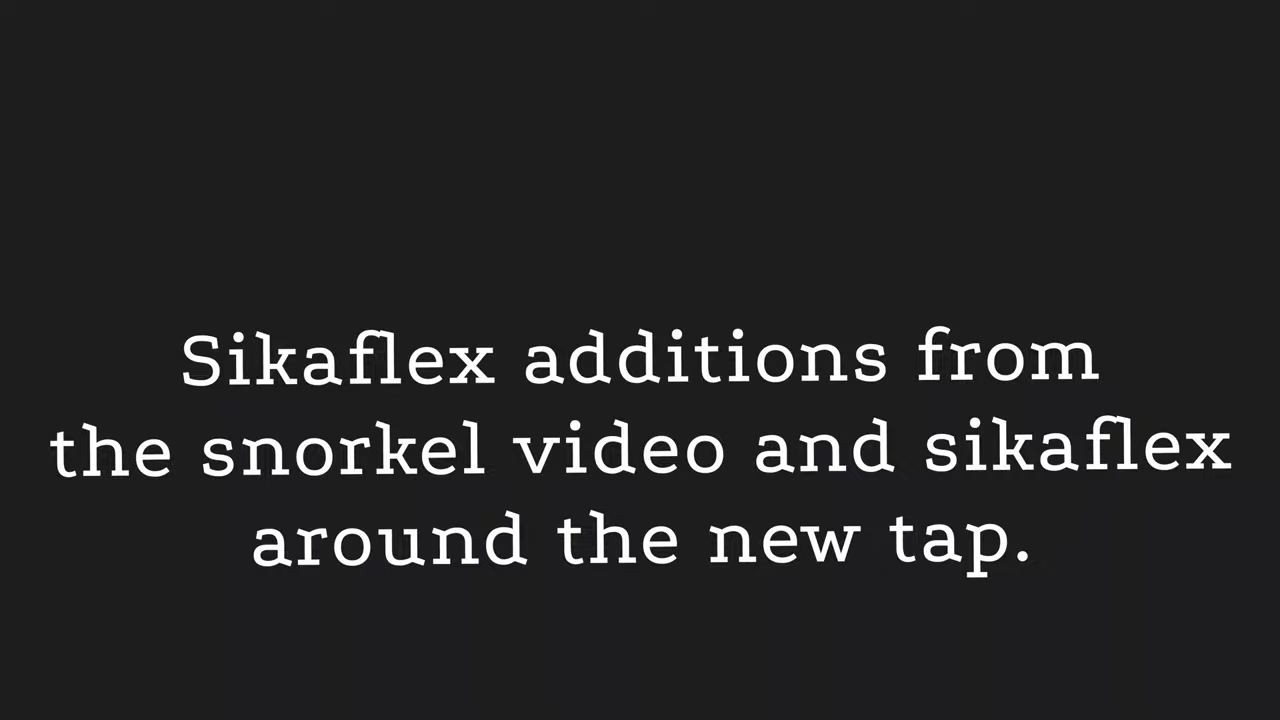 Sikaflex additions from
the snorkel video and sikaflex
around the new tap.